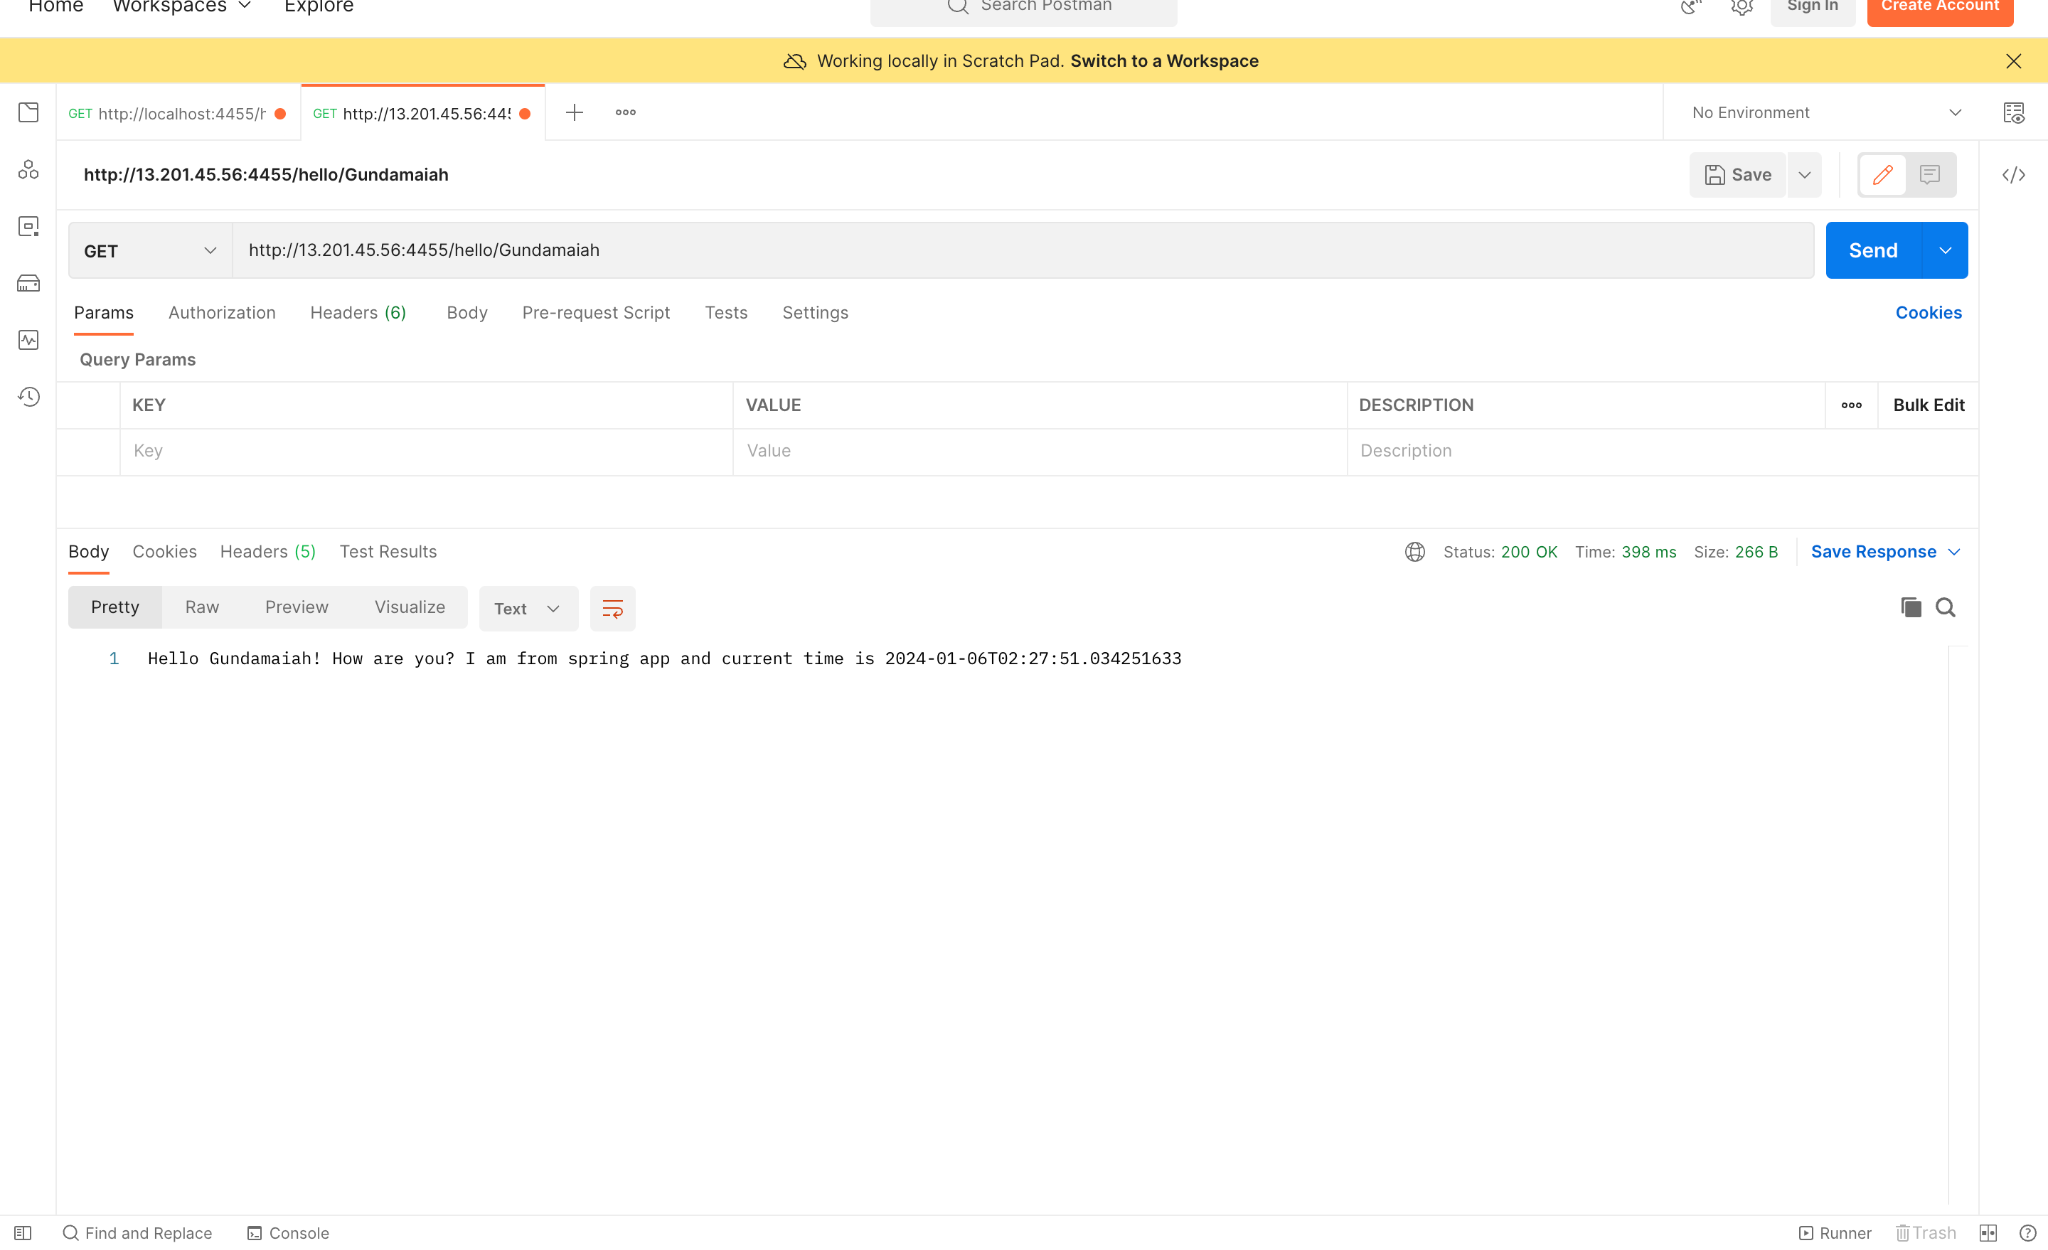 Home Workspaces Explore Search Postman Sign In Create Account
Working locally in Scratch Pad. Switch to a Workspace
GET http://localhost:4455/h GET http://13.201.45.56:445 No Environment
http://13.201.45.56:4455/hello/Gundamaiah Save
GET http://13.201.45.56:4455/hello/Gundamaiah Send
Params Authorization Headers (6) Body Pre-request Script Tests Settings Cookies
Query Params
KEY VALUE DESCRIPTION Bulk Edit
Key Value Description
Body Cookies Headers (5) Test Results Status: 200 OK Time: 398 ms Size: 266 B Save Response
Pretty Raw Preview Visualize Text
1 Hello Gundamaiah! How are you? I am from spring app and current time is 2024-01-06T02:27:51.034251633
Find and Replace Console Runner Trash